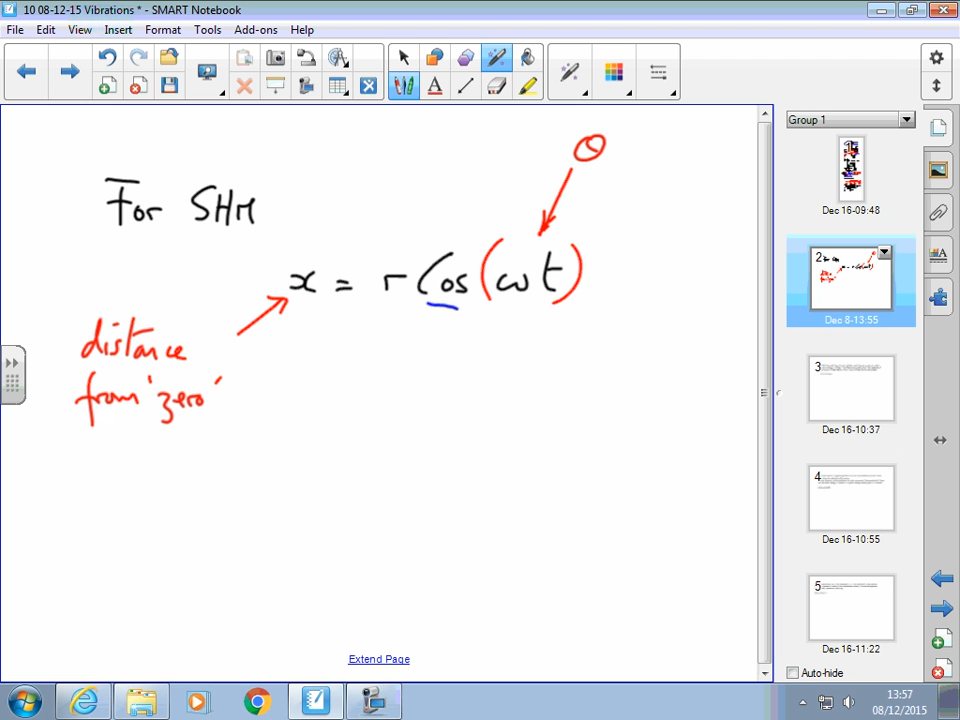 10 08-12-15 Vibrations * - SMART Notebook
File Edit View Insert Format Tools Add-ons Help
Group 1
θ
For SHM
x = r Cos (ωt)
distance
from 'zero'
Extend Page
Dec 16-09:48
2
Dec 8-13:55
3
Dec 16-10:37
4
Dec 16-10:55
5
Dec 16-11:22
Auto-hide
13:57
08/12/2015